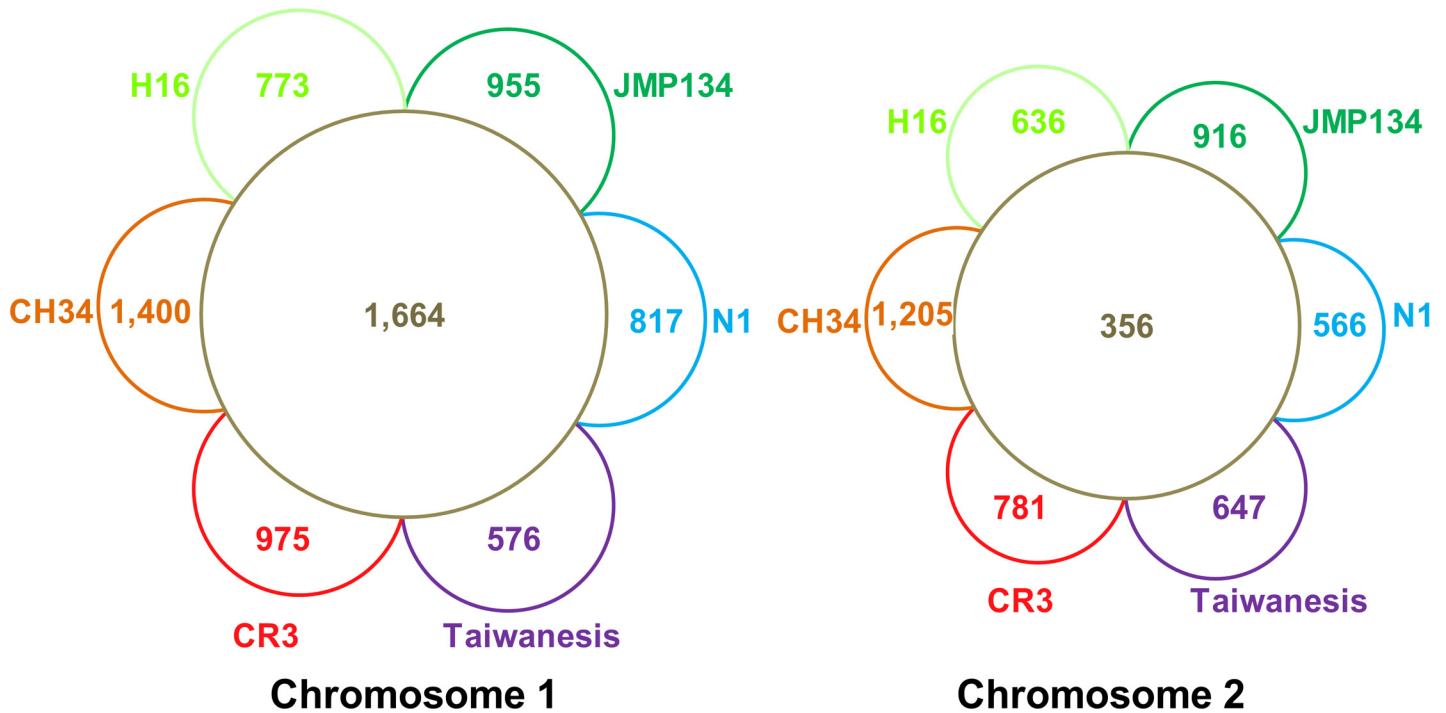 H16
773
955
JMP134
CH34
1,400
1,664
817
N1
975
576
CR3
Taiwanesis
Chromosome 1
H16
636
916
JMP134
CH34
1,205
356
566
N1
781
647
CR3
Taiwanesis
Chromosome 2